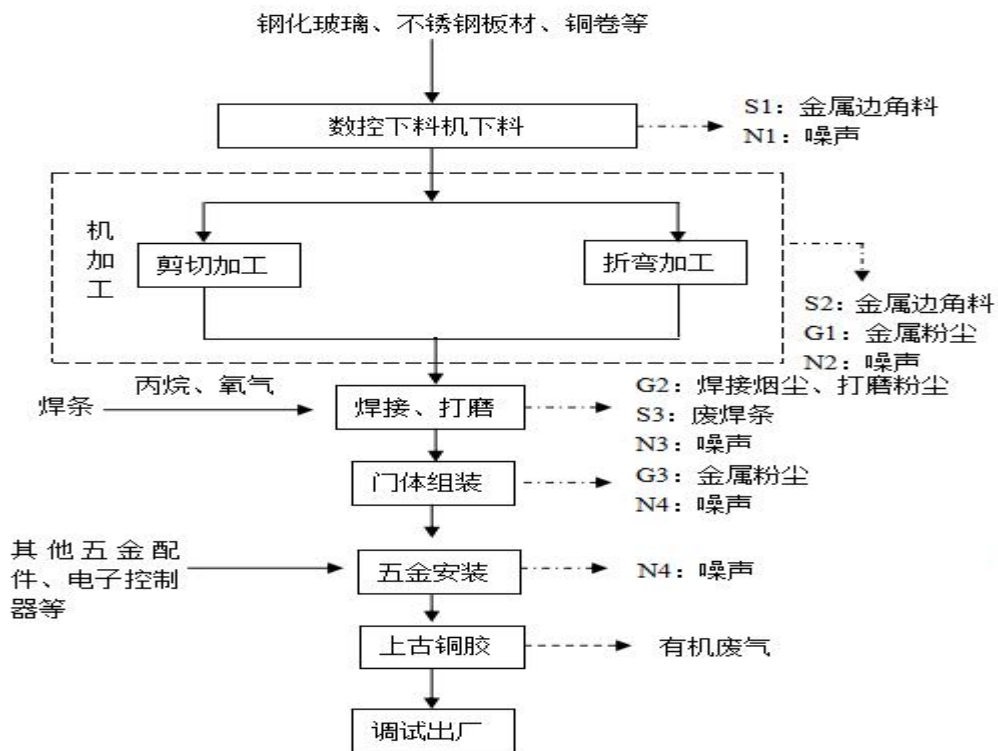 钢化玻璃、不锈钢板材、铜卷等
数控下料机下料
S1：金属边角料
N1：噪声
机
加
工
剪切加工
折弯加工
S2：金属边角料
G1：金属粉尘
N2：噪声
丙烷、氧气
焊条
焊接、打磨
G2：焊接烟尘、打磨粉尘
S3：废焊条
N3：噪声
门体组装
G3：金属粉尘
N4：噪声
其他五金配
件、电子控制
器等
五金安装
N4：噪声
上古铜胶
有机废气
调试出厂